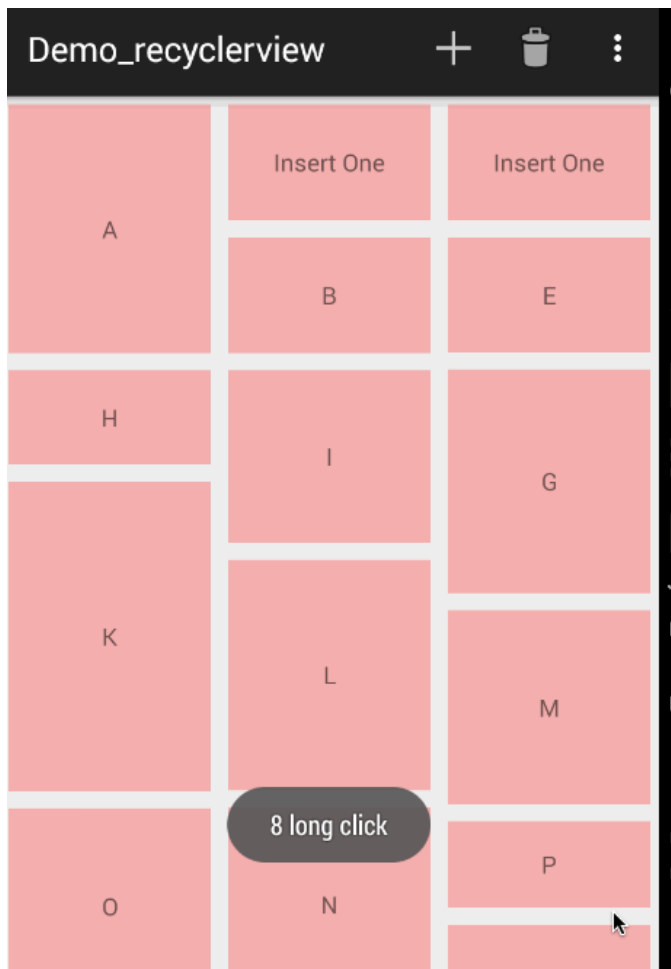 Demo_recyclerview
A
Insert One
Insert One
B
E
H
I
G
K
L
M
8 long click
P
O
N